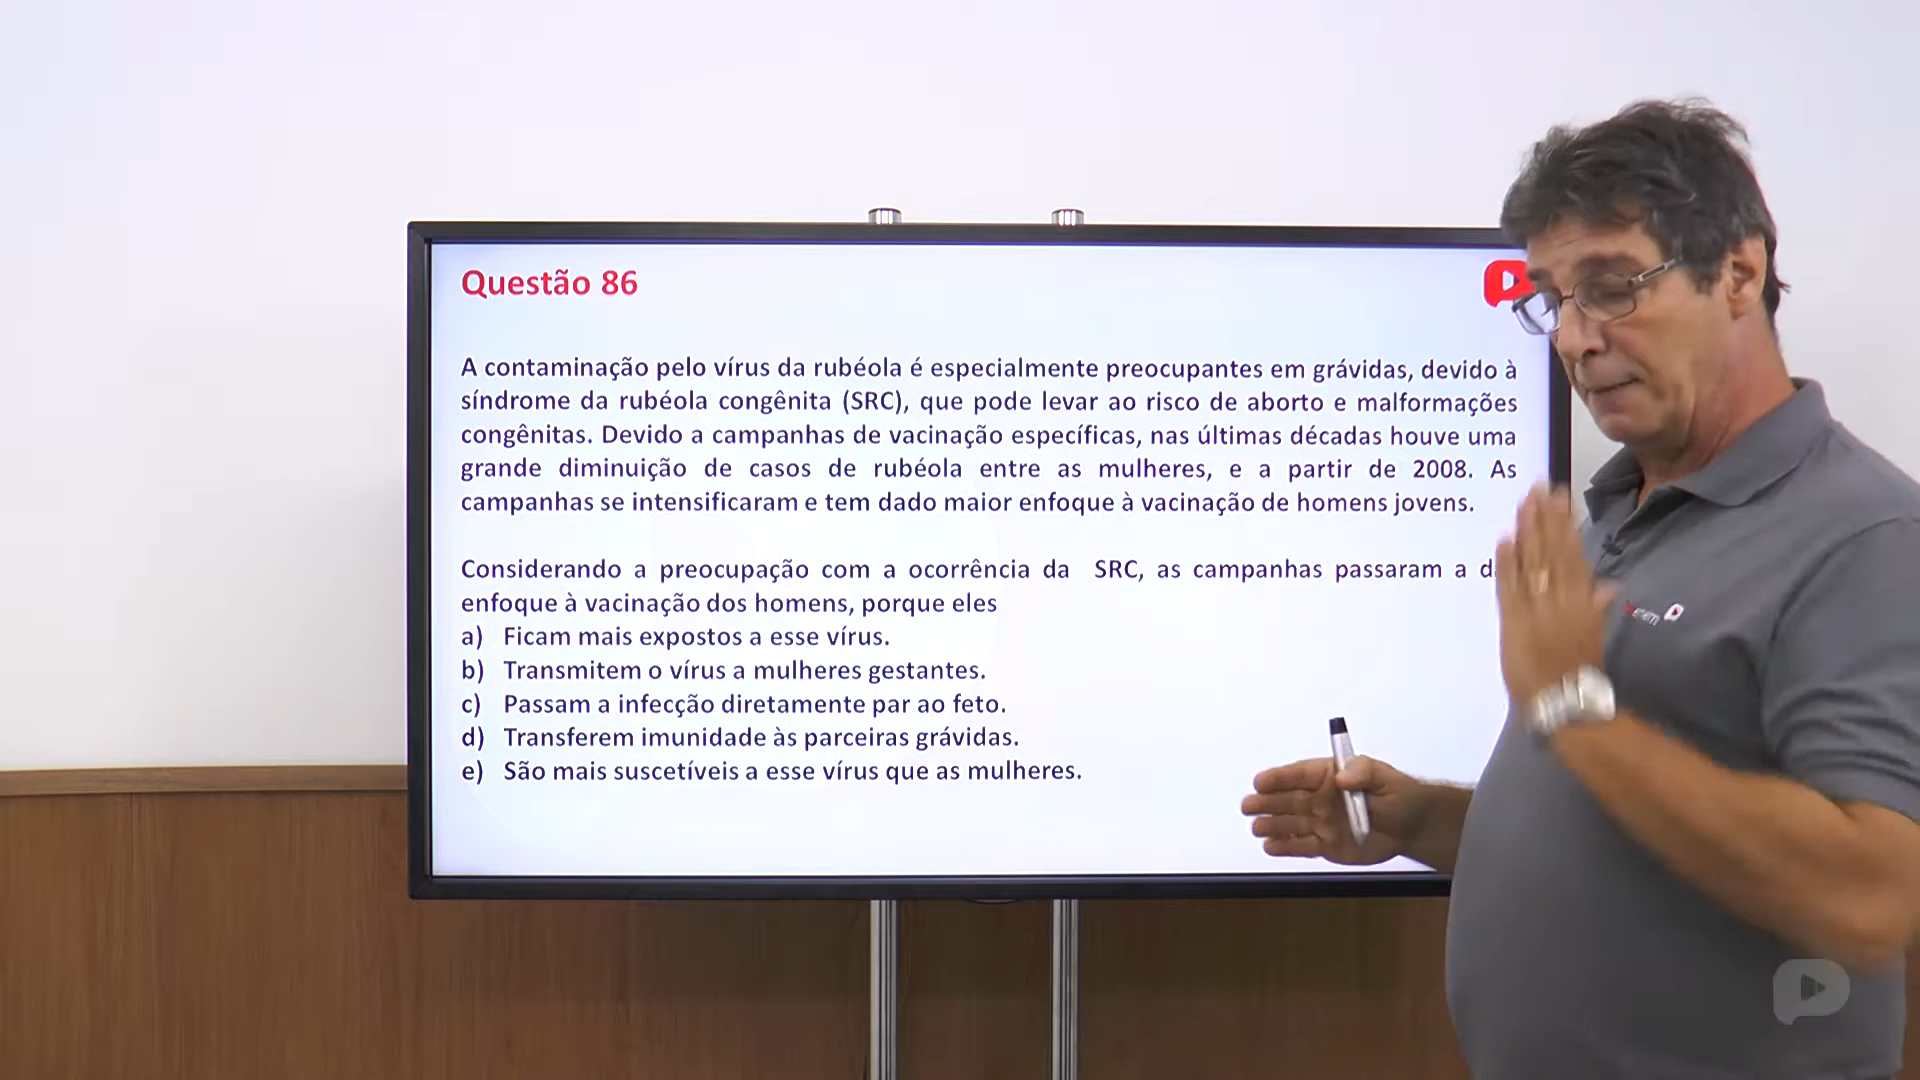 Questão 86
A contaminação pelo vírus da rubéola é especialmente preocupantes em grávidas, devido à
síndrome da rubéola congênita (SRC), que pode levar ao risco de aborto e malformações
congênitas. Devido a campanhas de vacinação específicas, nas últimas décadas houve uma
grande diminuição de casos de rubéola entre as mulheres, e a partir de 2008. As
campanhas se intensificaram e tem dado maior enfoque à vacinação de homens jovens.
Considerando a preocupação com a ocorrência da SRC, as campanhas passaram a
enfoque à vacinação dos homens, porque eles
a) Ficam mais expostos a esse vírus.
b) Transmitem o vírus a mulheres gestantes.
c) Passam a infecção diretamente par ao feto.
d) Transferem imunidade às parceiras grávidas.
e) São mais suscetíveis a esse vírus que as mulheres.